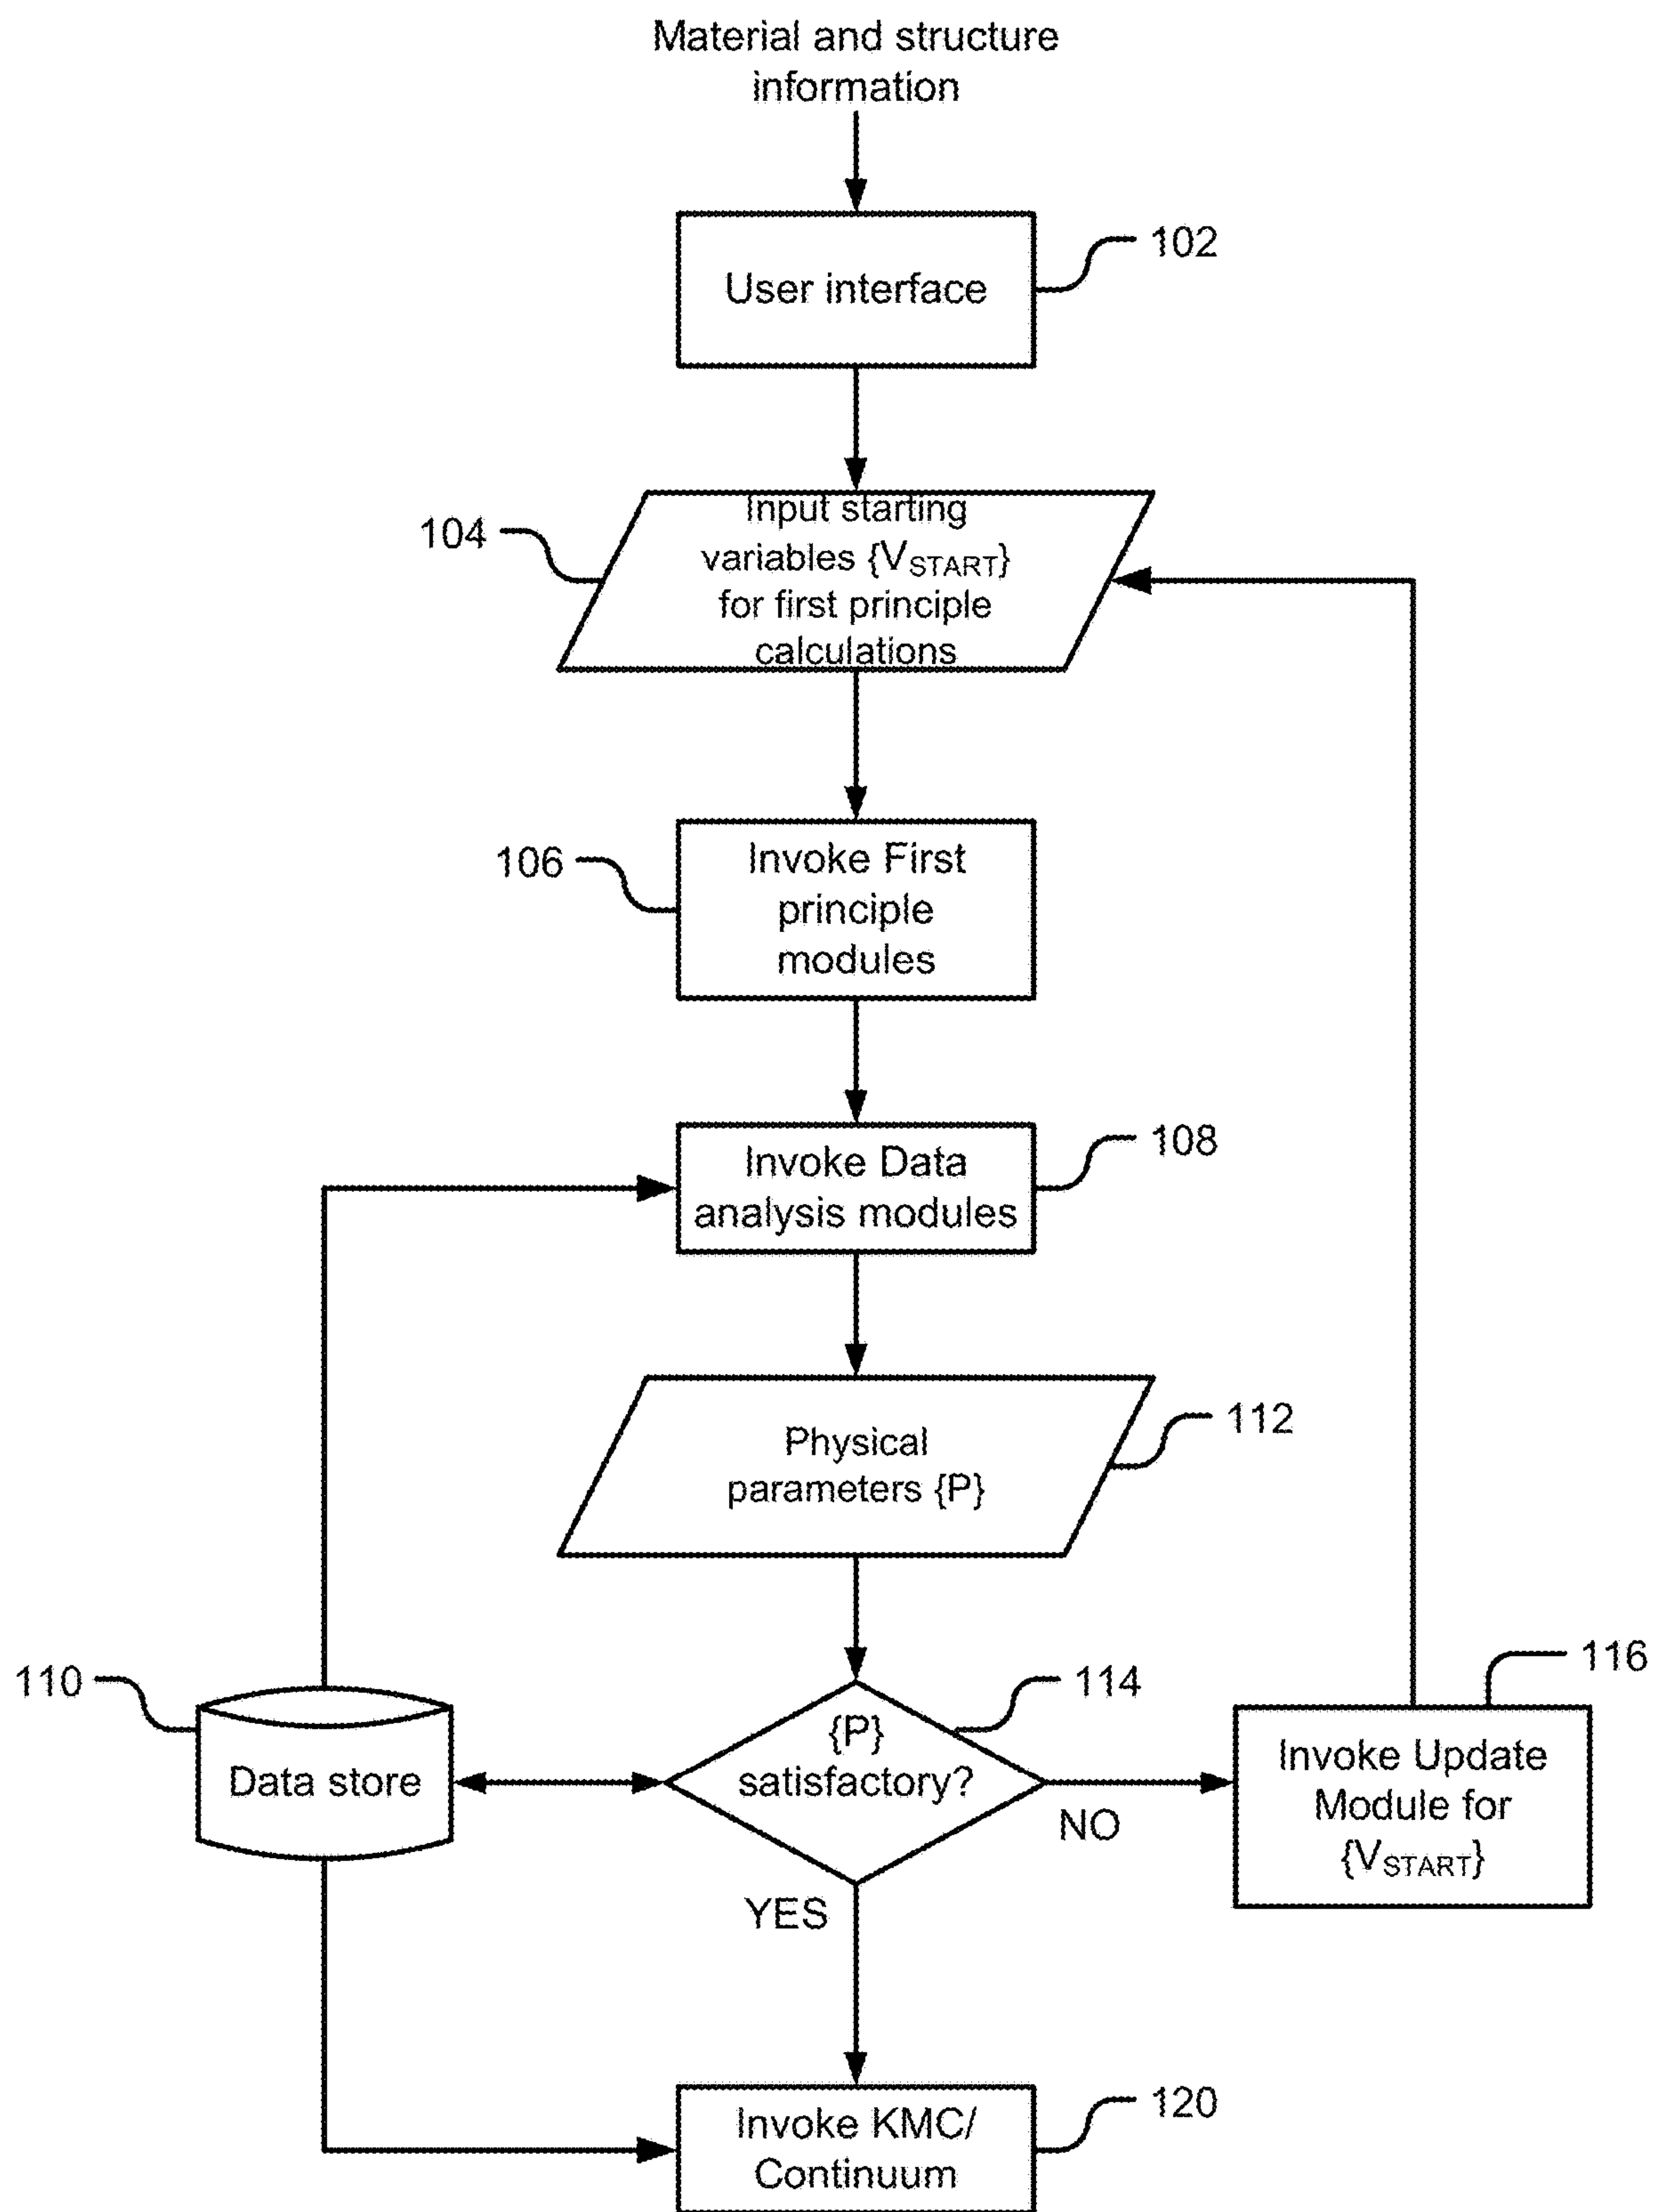 Material and structure
information
102
User interface
104
Input starting
variables {VSTART}
for first principle
calculations
106
Invoke First
principle
modules
108
Invoke Data
analysis modules
112
Physical
parameters {P}
110
Data store
114
{P}
satisfactory?
NO
YES
116
Invoke Update
Module for
{VSTART}
120
Invoke KMC/
Continuum